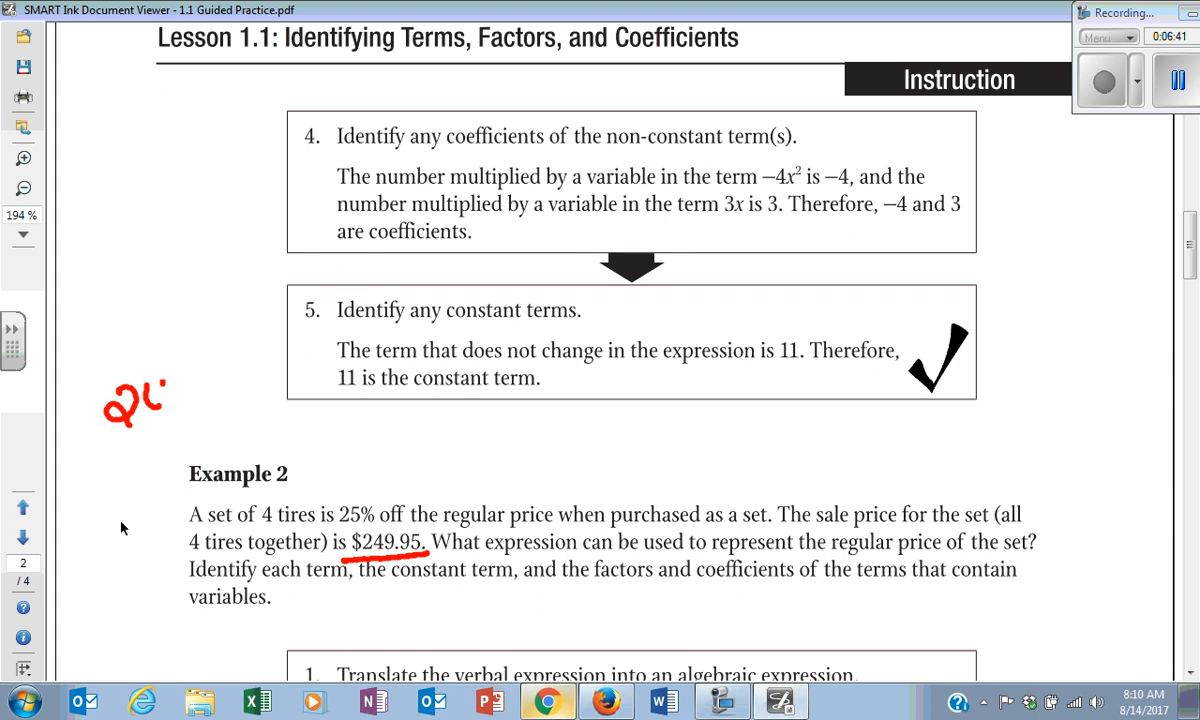 SMART Ink Document Viewer - 1.1 Guided Practice.pdf
Recording...
Menu
0:06:41
Lesson 1.1: Identifying Terms, Factors, and Coefficients
Instruction
4. Identify any coefficients of the non-constant term(s).
The number multiplied by a variable in the term –4x² is –4, and the
number multiplied by a variable in the term 3x is 3. Therefore, –4 and 3
are coefficients.
5. Identify any constant terms.
The term that does not change in the expression is 11. Therefore,
11 is the constant term.
194 %
Example 2
A set of 4 tires is 25% off the regular price when purchased as a set. The sale price for the set (all
4 tires together) is $249.95. What expression can be used to represent the regular price of the set?
Identify each term, the constant term, and the factors and coefficients of the terms that contain
variables.
2
/ 4
1. Translate the verbal expression into an algebraic expression.
8:10 AM
8/14/2017